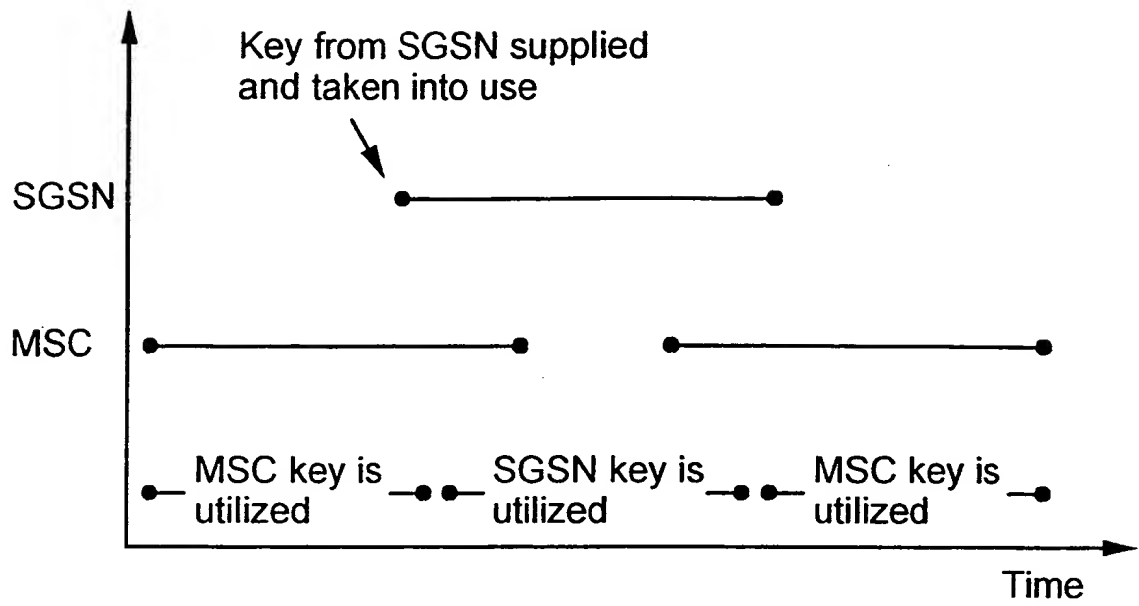 Key from SGSN supplied
and taken into use
SGSN
MSC
MSC key is
utilized
SGSN key is
utilized
MSC key is
utilized
Time